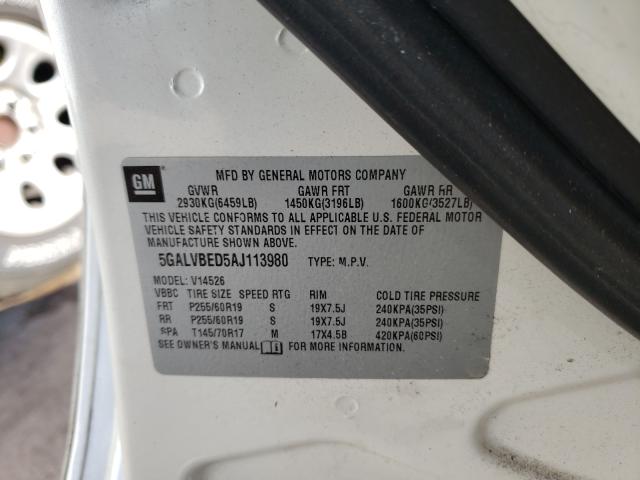 GM
MFD BY GENERAL MOTORS COMPANY
GVWR GAWR FRT GAWR RR
2930KG(6459LB) 1450KG(3196LB) 1600KG(3527LB)
THIS VEHICLE CONFORMS TO ALL APPLICABLE U.S. FEDERAL MOTOR
VEHICLE SAFETY STANDARDS IN EFFECT ON THE DATE OF
MANUFACTURE SHOWN ABOVE.
5GALVBED5AJ113980 TYPE: M.P.V.
MODEL: V14526
VBBC TIRE SIZE SPEED RTG RIM COLD TIRE PRESSURE
FRT P255/60R19 S 19X7.5J 240KPA(35PSI)
RR P255/60R19 S 19X7.5J 240KPA(35PSI)
SPA T145/70R17 M 17X4.5B 420KPA(60PSI)
SEE OWNER'S MANUAL FOR MORE INFORMATION.